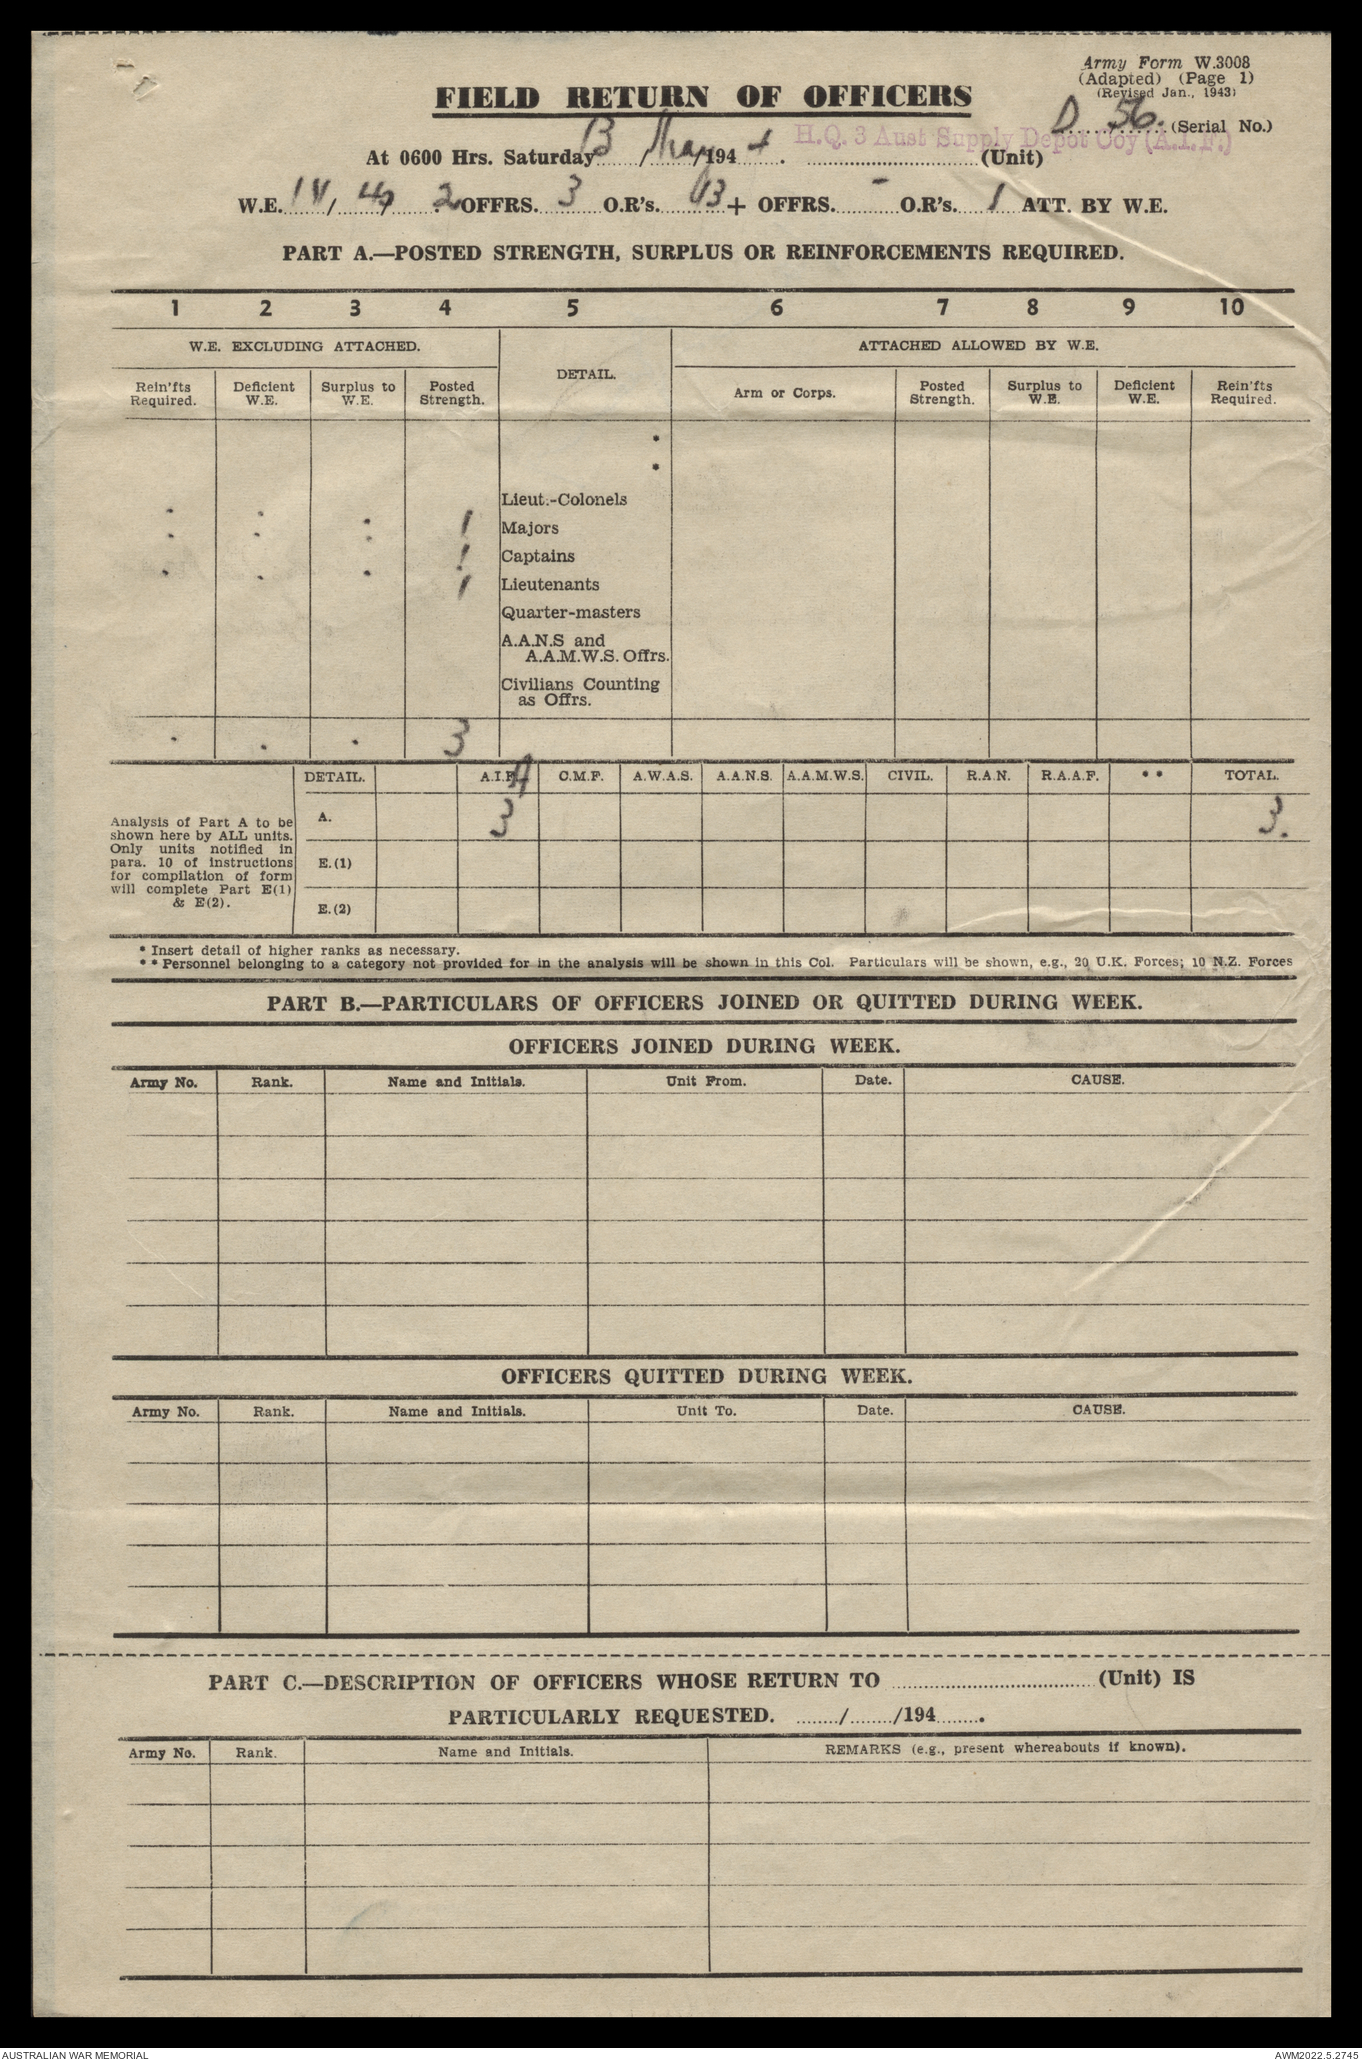 Army Form W.3008
(Adapted) (Page 1)
(Revised Jan., 1943)
FIELD RETURN OF OFFICERS
D 56. (Serial No.)
H.Q. 3 Aust Supply Depot Coy (A.I.F.)
At 0600 Hrs. Saturday 13 / May /194 4. (Unit)
W.E. / / 2 OFFRS. 3 O.R's. 13 + OFFRS. - O.R's. 1 ATT. BY W.E.
PART A.—POSTED STRENGTH, SURPLUS OR REINFORCEMENTS REQUIRED.
1 2 3 4 5 6 7 8 9 10
W.E. EXCLUDING ATTACHED. DETAIL. ATTACHED ALLOWED BY W.E.
Rein'fts Required. Deficient W.E. Surplus to W.E. Posted Strength. Arm or Corps. Posted Strength. Surplus to W.E. Deficient W.E. Rein'fts Required.
*
*
Lieut.-Colonels
. . . 1 Majors
. . . 1 Captains
. . . 1 Lieutenants
Quarter-masters
A.A.N.S and
A.A.M.W.S. Offrs.
Civilians Counting
as Offrs.
. . . 3
DETAIL. A.I.F. A C.M.F. A.W.A.S. A.A.N.S. A.A.M.W.S. CIVIL. R.A.N. R.A.A.F. * * TOTAL.
Analysis of Part A to be
shown here by ALL units.
Only units notified in
para. 10 of instructions
for compilation of form
will complete Part E(1)
& E(2).
A. 3 3.
E.(1)
E.(2)
* Insert detail of higher ranks as necessary.
* * Personnel belonging to a category not provided for in the analysis will be shown in this Col. Particulars will be shown, e.g., 20 U.K. Forces; 10 N.Z. Forces
PART B.—PARTICULARS OF OFFICERS JOINED OR QUITTED DURING WEEK.
OFFICERS JOINED DURING WEEK.
Army No. Rank. Name and Initials. Unit From. Date. CAUSE.
OFFICERS QUITTED DURING WEEK.
Army No. Rank. Name and Initials. Unit To. Date. CAUSE.
PART C.—DESCRIPTION OF OFFICERS WHOSE RETURN TO (Unit) IS
PARTICULARLY REQUESTED. ......../......../194........
Army No. Rank. Name and Initials. REMARKS (e.g., present whereabouts if known).
AUSTRALIAN WAR MEMORIAL
AWM2022.5.2745